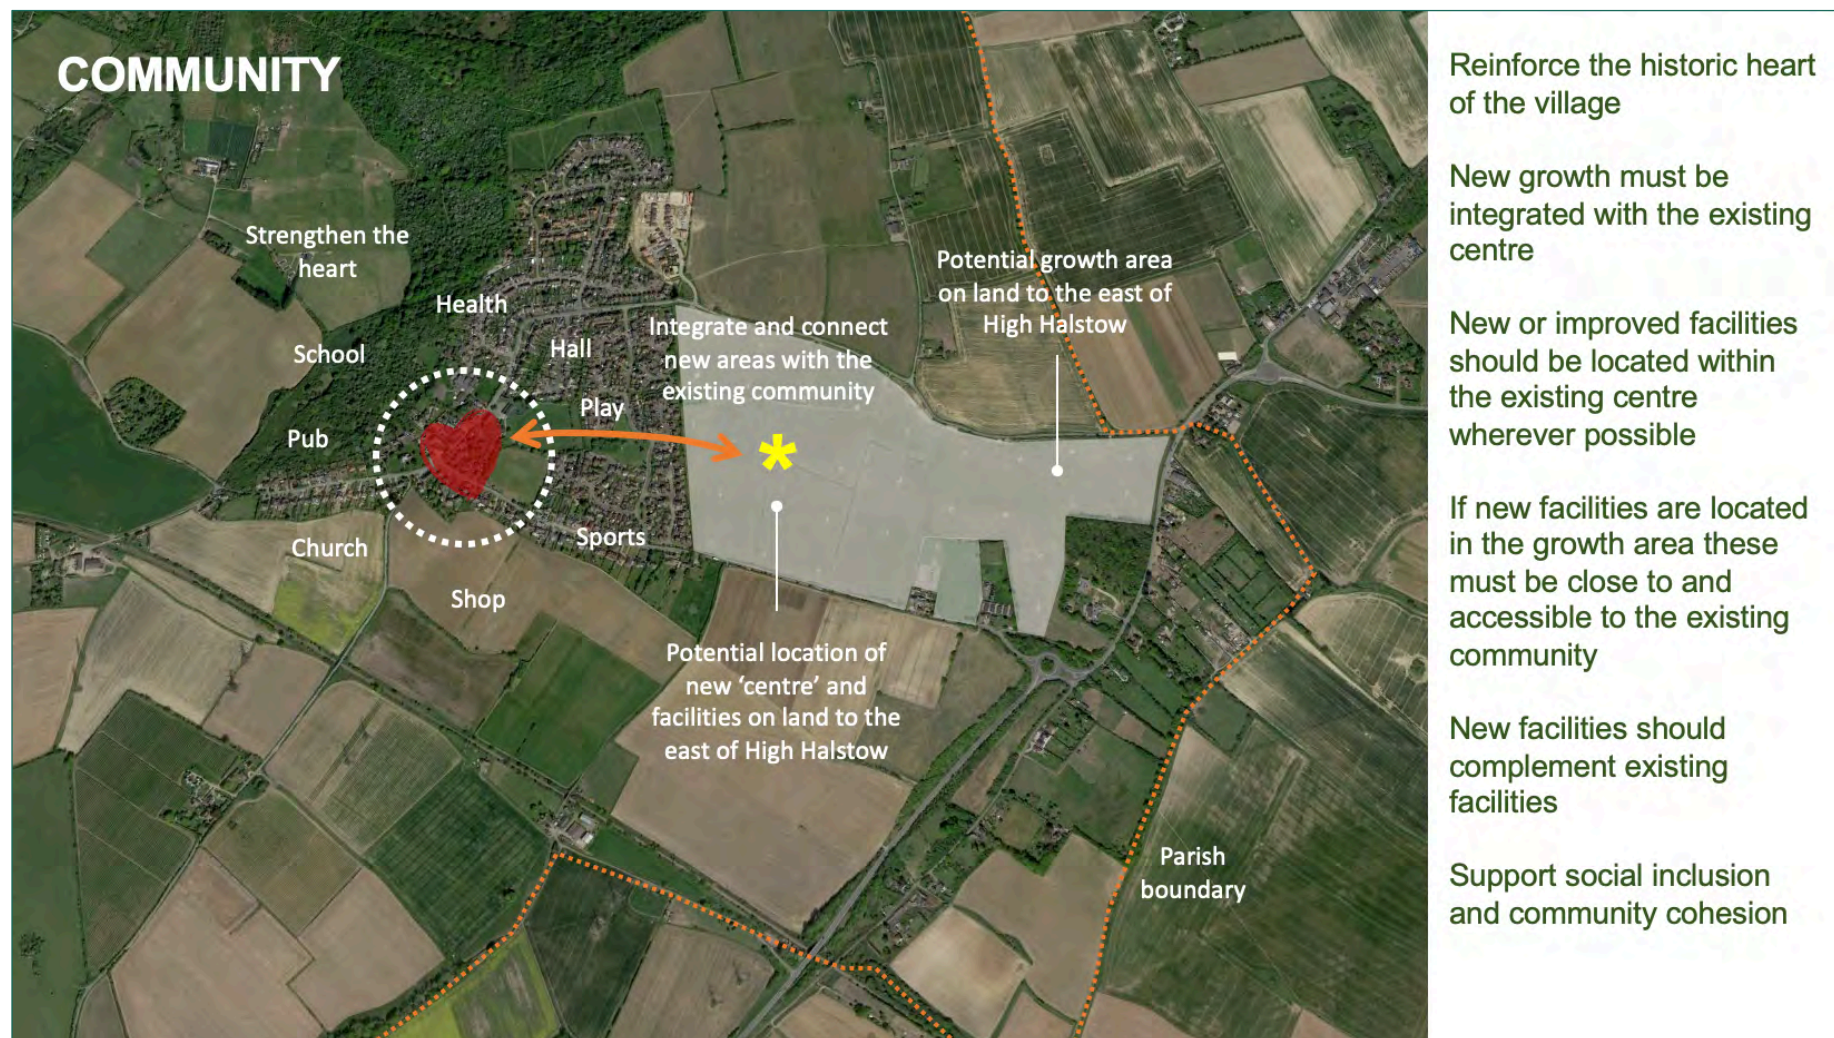 COMMUNITY
Strengthen the
heart
Health
School
Hall
Play
Pub
Church
Shop
Sports
Integrate and connect
new areas with the
existing community
Potential growth area
on land to the east of
High Halstow
*
Potential location of
new ‘centre’ and
facilities on land to the
east of High Halstow
Parish
boundary
Reinforce the historic heart
of the village
New growth must be
integrated with the existing
centre
New or improved facilities
should be located within
the existing centre
wherever possible
If new facilities are located
in the growth area these
must be close to and
accessible to the existing
community
New facilities should
complement existing
facilities
Support social inclusion
and community cohesion